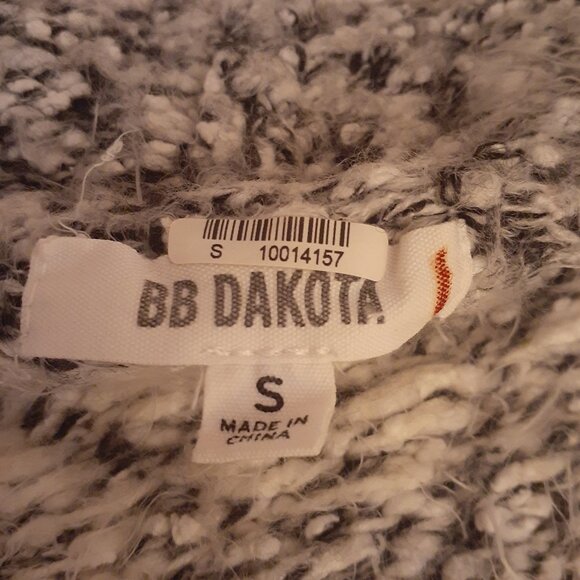 S 10014157
BB DAKOTA
S
MADE IN
CHINA